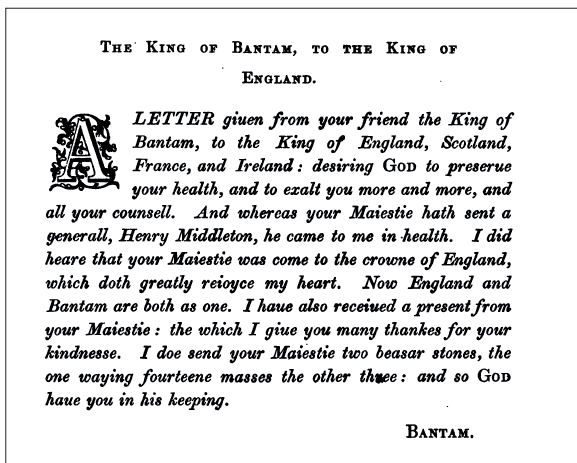 THE KING OF BANTAM, TO THE KING OF
ENGLAND.
A LETTER giuen from your friend the King of
Bantam, to the King of England, Scotland,
France, and Ireland: desiring GOD to preserue
your health, and to exalt you more and more, and
all your counsell. And whereas your Maiestie hath sent a
generall, Henry Middleton, he came to me in health. I did
heare that your Maiestie was come to the crowne of England,
which doth greatly reioyce my heart. Now England and
Bantam are both as one. I haue also receiued a present from
your Maiestie: the which I giue you many thankes for your
kindnesse. I doe send your Maiestie two beasar stones, the
one waying fourteene masses the other three: and so GOD
haue you in his keeping.
BANTAM.